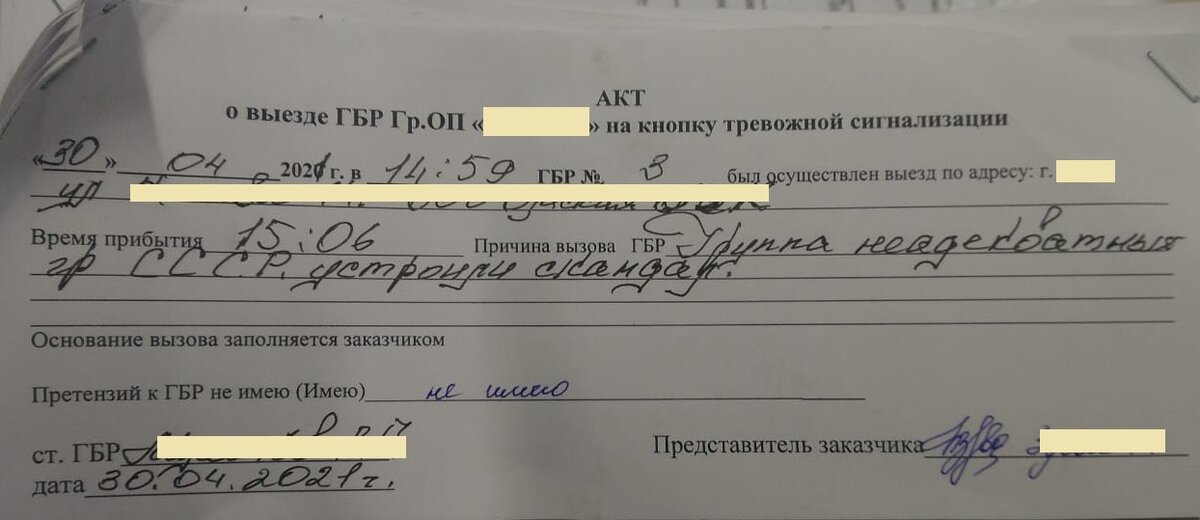 АКТ
о выезде ГБР Гр.ОП « » на кнопку тревожной сигнализации
«30» 04 2021 г. в 14:59 ГБР № 3 был осуществлен выезд по адресу: г.
ул
Время прибытия 15:06 Причина вызова ГБР Группа неадекватных
гр СССР. устроили скандал.
Основание вызова заполняется заказчиком
Претензий к ГБР не имею (Имею) не имею
ст. ГБР Представитель заказчика
дата 30.04.2021г.